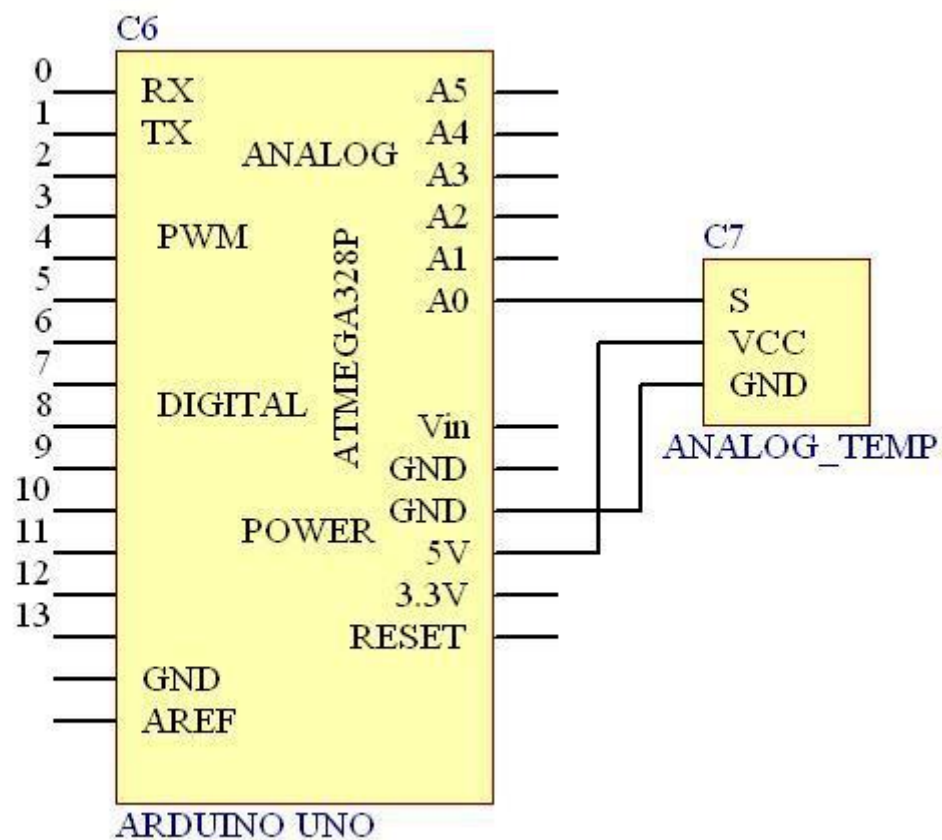 C6
0
RX
A5
1
TX
A4
2
ANALOG
A3
3
A2
4
PWM
A1
C7
5
A0
S
6
VCC
7
GND
8
DIGITAL
ATMEGA328P
Vin
ANALOG_TEMP
9
GND
10
GND
11
POWER
5V
12
3.3V
13
RESET
GND
AREF
ARDUINO UNO